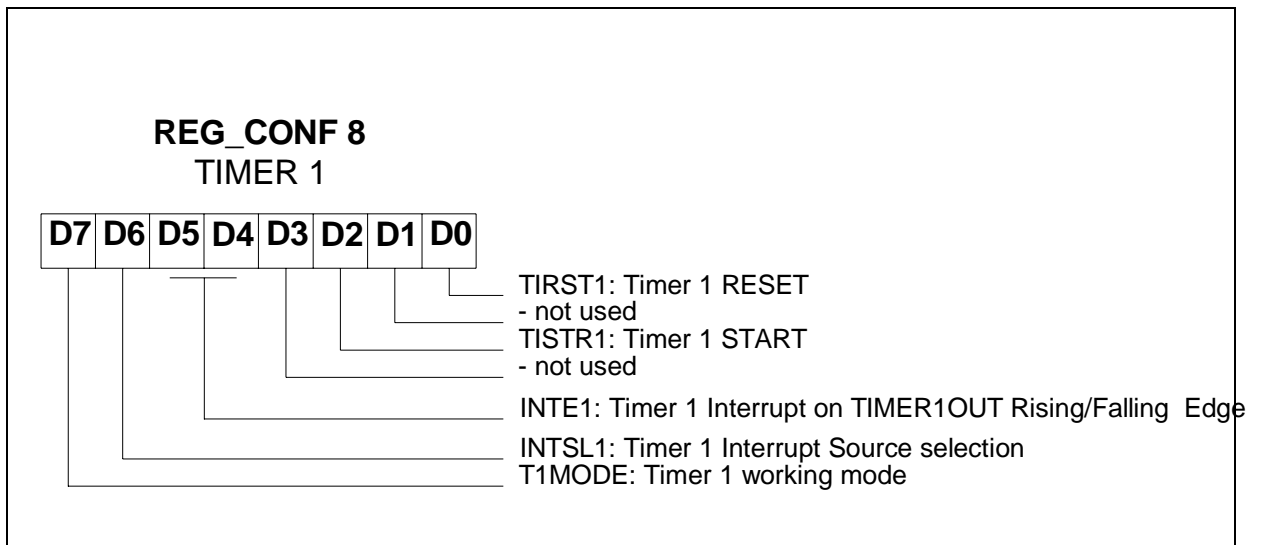 REG_CONF 8
TIMER 1
D7 D6 D5 D4 D3 D2 D1 D0
TIRST1: Timer 1 RESET
- not used
TISTR1: Timer 1 START
- not used
INTE1: Timer 1 Interrupt on TIMER1OUT Rising/Falling Edge
INTSL1: Timer 1 Interrupt Source selection
T1MODE: Timer 1 working mode